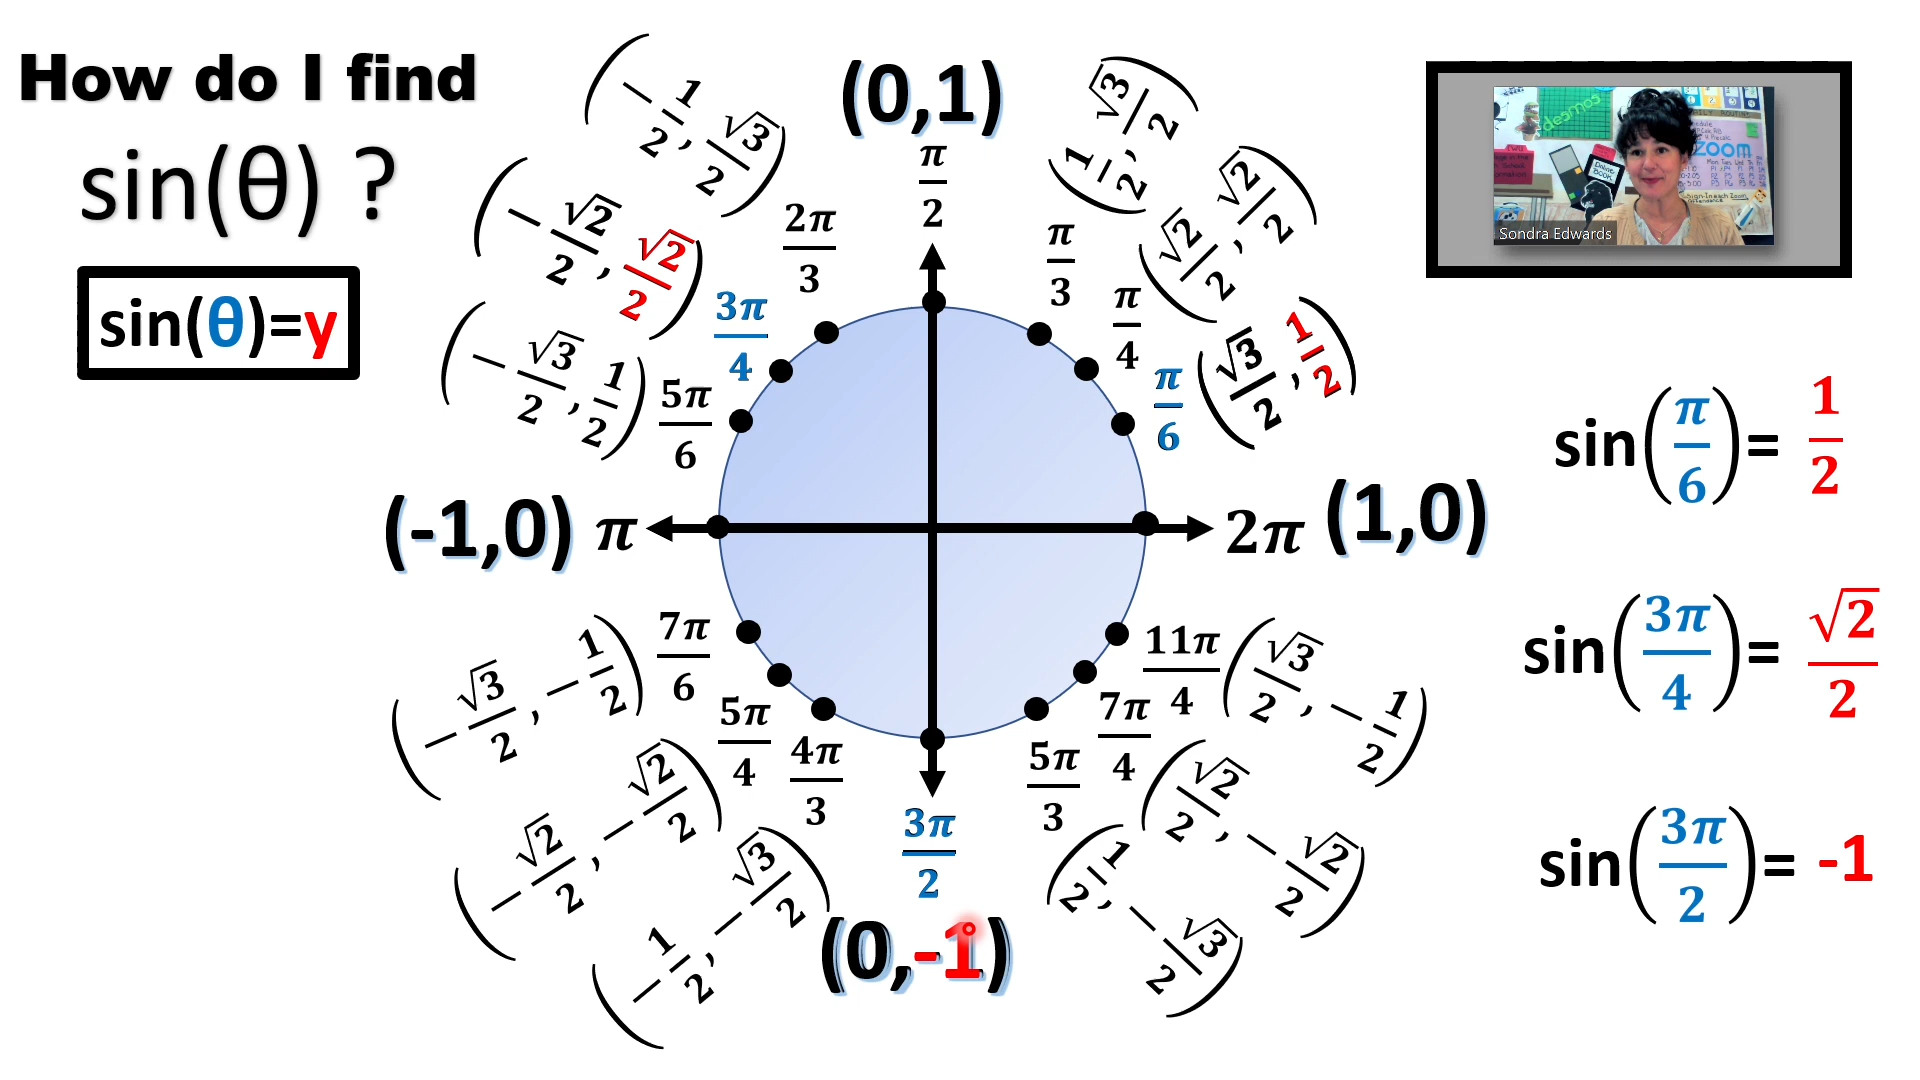 How do I find
sin(θ) ?
sin(θ)=y
(0,1)
π/2
(1/2, √3/2)
π/3
(√2/2, √2/2)
π/4
(√3/2, 1/2)
π/6
(-1/2, √3/2)
2π/3
(-√2/2, √2/2)
3π/4
(-√3/2, 1/2)
5π/6
(-1,0) π
2π (1,0)
7π/6
(-√3/2, -1/2)
5π/4
(-√2/2, -√2/2)
4π/3
(-1/2, -√3/2)
3π/2
(0,-1)
5π/3
(1/2, -√3/2)
7π/4
(√2/2, -√2/2)
11π/4
(√3/2, -1/2)
desmos
ZOOM
Online
BOOK
Sondra Edwards
sin(π/6)= 1/2
sin(3π/4)= √2/2
sin(3π/2)= -1